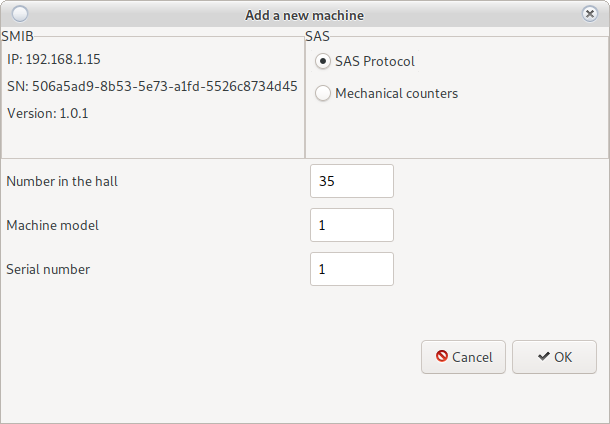 Add a new machine
SMIB
IP: 192.168.1.15
SN: 506a5ad9-8b53-5e73-a1fd-5526c8734d45
Version: 1.0.1
SAS
SAS Protocol
Mechanical counters
Number in the hall 35
Machine model 1
Serial number 1
Cancel OK